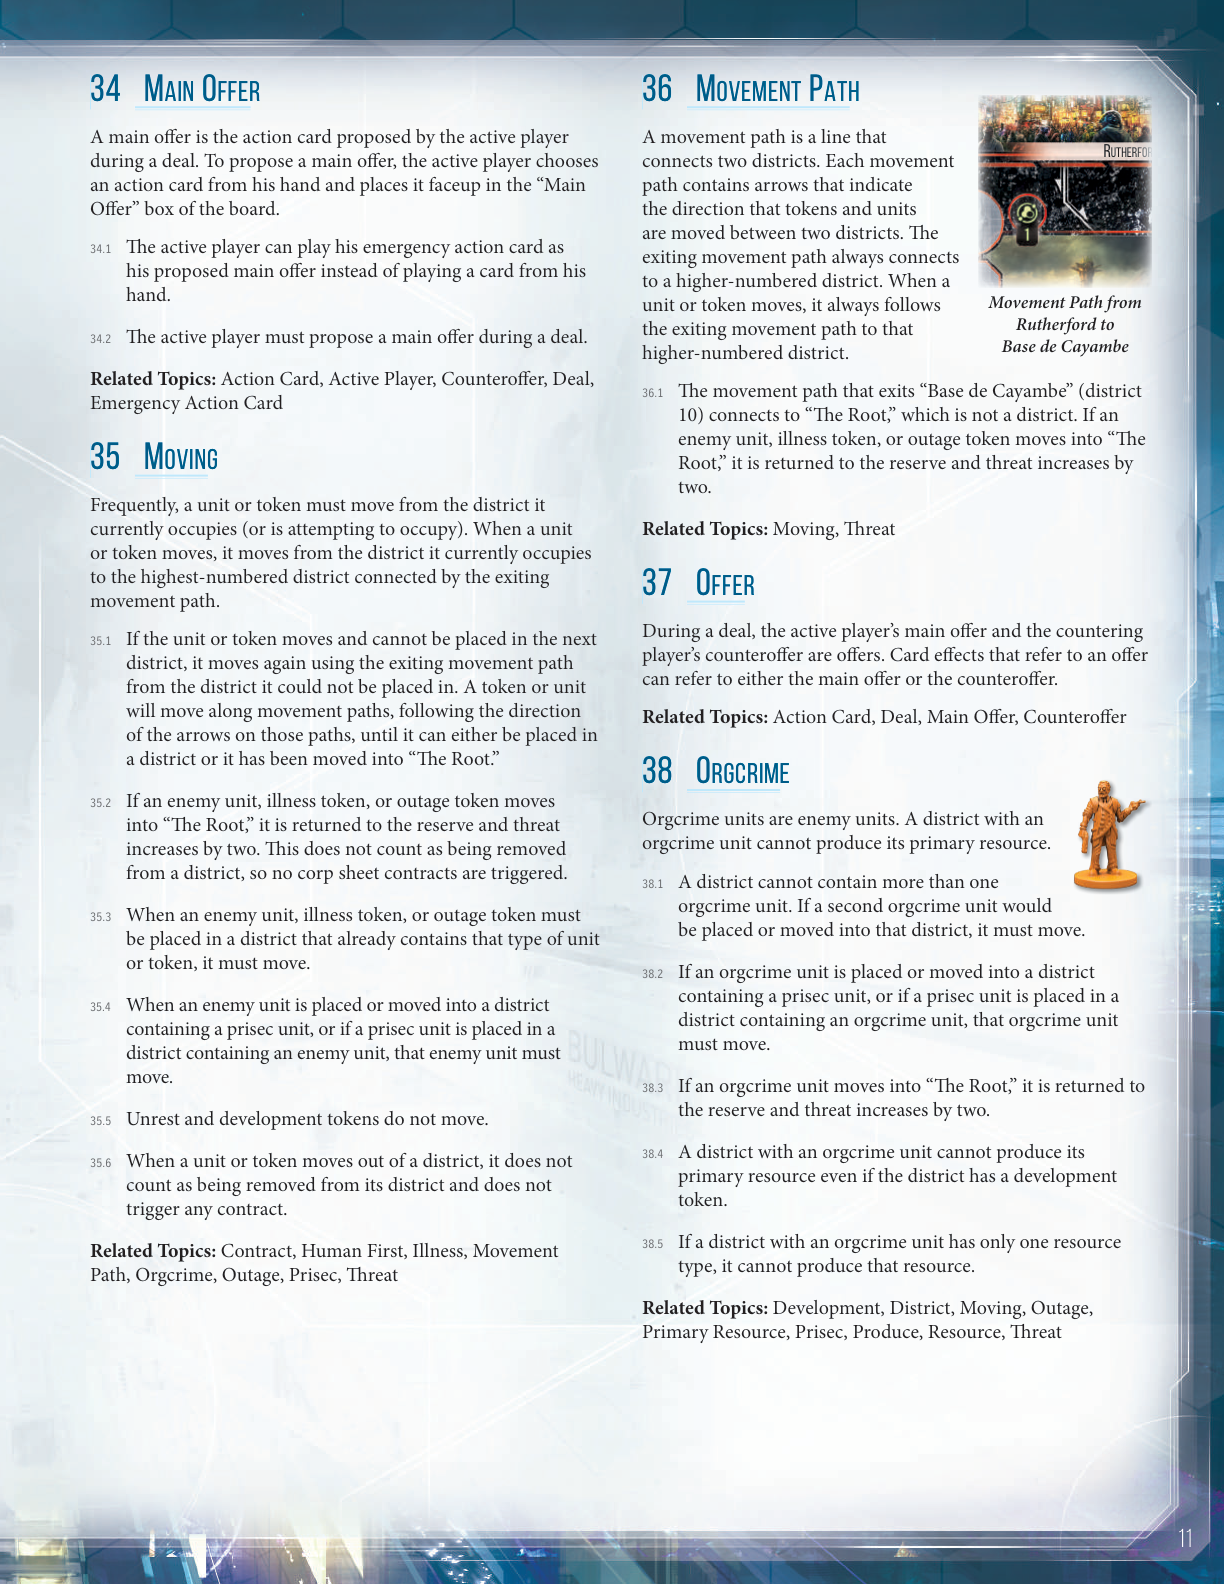 34 Main Offer
A main offer is the action card proposed by the active player
during a deal. To propose a main offer, the active player chooses
an action card from his hand and places it faceup in the “Main
Offer” box of the board.
34.1 The active player can play his emergency action card as
his proposed main offer instead of playing a card from his
hand.
34.2 The active player must propose a main offer during a deal.
Related Topics: Action Card, Active Player, Counteroffer, Deal,
Emergency Action Card
35 Moving
Frequently, a unit or token must move from the district it
currently occupies (or is attempting to occupy). When a unit
or token moves, it moves from the district it currently occupies
to the highest-numbered district connected by the exiting
movement path.
35.1 If the unit or token moves and cannot be placed in the next
district, it moves again using the exiting movement path
from the district it could not be placed in. A token or unit
will move along movement paths, following the direction
of the arrows on those paths, until it can either be placed in
a district or it has been moved into “The Root.”
35.2 If an enemy unit, illness token, or outage token moves
into “The Root,” it is returned to the reserve and threat
increases by two. This does not count as being removed
from a district, so no corp sheet contracts are triggered.
35.3 When an enemy unit, illness token, or outage token must
be placed in a district that already contains that type of unit
or token, it must move.
35.4 When an enemy unit is placed or moved into a district
containing a prisec unit, or if a prisec unit is placed in a
district containing an enemy unit, that enemy unit must
move.
35.5 Unrest and development tokens do not move.
35.6 When a unit or token moves out of a district, it does not
count as being removed from its district and does not
trigger any contract.
Related Topics: Contract, Human First, Illness, Movement
Path, Orgcrime, Outage, Prisec, Threat
36 Movement Path
A movement path is a line that
connects two districts. Each movement
path contains arrows that indicate
the direction that tokens and units
are moved between two districts. The
exiting movement path always connects
to a higher-numbered district. When a
unit or token moves, it always follows
the exiting movement path to that
higher-numbered district.
Rutherfor
1
Movement Path from
Rutherford to
Base de Cayambe
36.1 The movement path that exits “Base de Cayambe” (district
10) connects to “The Root,” which is not a district. If an
enemy unit, illness token, or outage token moves into “The
Root,” it is returned to the reserve and threat increases by
two.
Related Topics: Moving, Threat
37 Offer
During a deal, the active player’s main offer and the countering
player’s counteroffer are offers. Card effects that refer to an offer
can refer to either the main offer or the counteroffer.
Related Topics: Action Card, Deal, Main Offer, Counteroffer
38 Orgcrime
Orgcrime units are enemy units. A district with an
orgcrime unit cannot produce its primary resource.
38.1 A district cannot contain more than one
orgcrime unit. If a second orgcrime unit would
be placed or moved into that district, it must move.
38.2 If an orgcrime unit is placed or moved into a district
containing a prisec unit, or if a prisec unit is placed in a
district containing an orgcrime unit, that orgcrime unit
must move.
38.3 If an orgcrime unit moves into “The Root,” it is returned to
the reserve and threat increases by two.
38.4 A district with an orgcrime unit cannot produce its
primary resource even if the district has a development
token.
38.5 If a district with an orgcrime unit has only one resource
type, it cannot produce that resource.
Related Topics: Development, District, Moving, Outage,
Primary Resource, Prisec, Produce, Resource, Threat
11